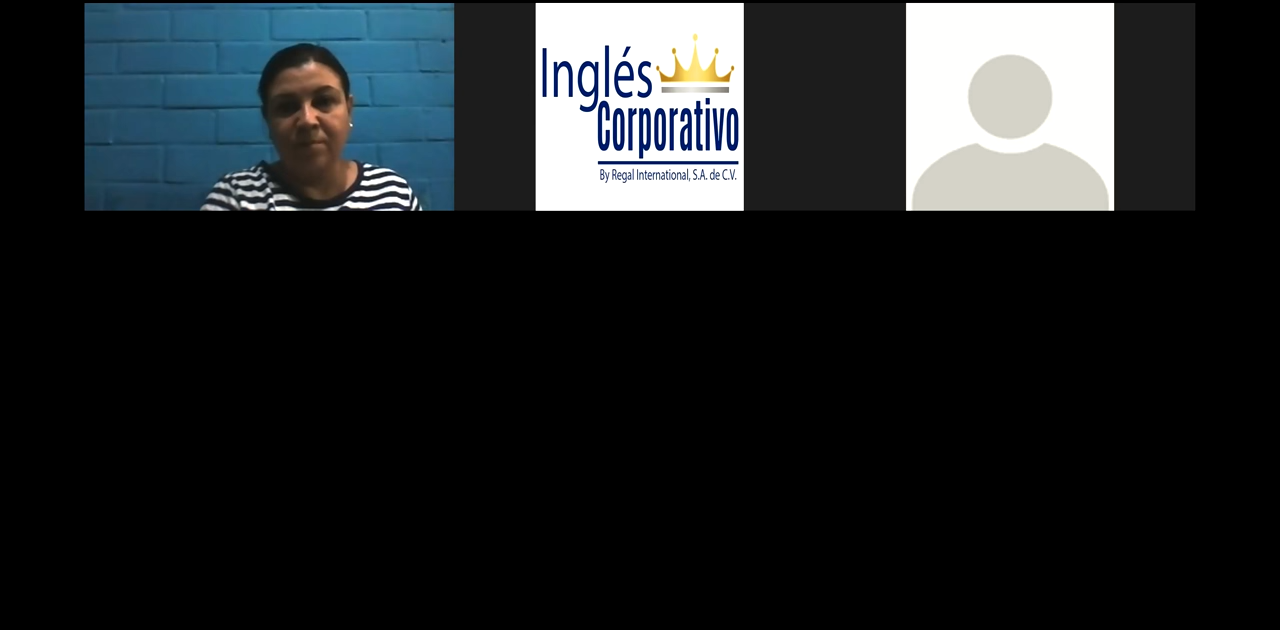 Inglés
Corporativo
By Regal International, S.A. de C.V.